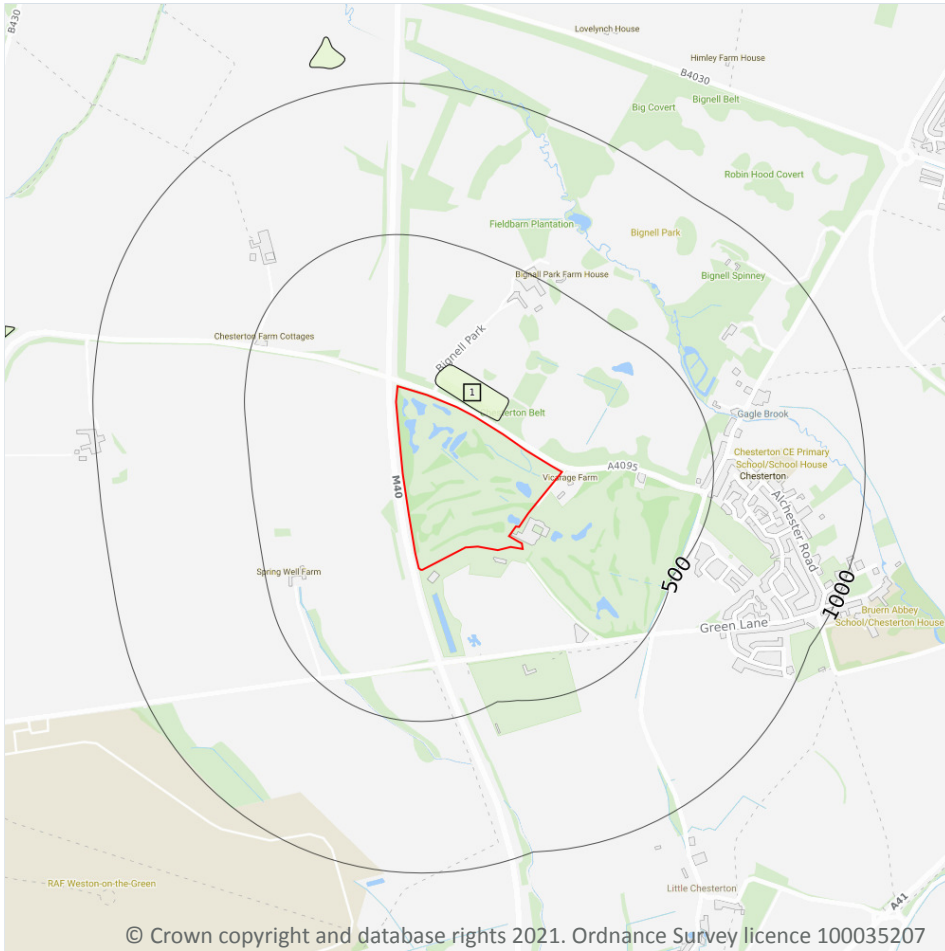 B430
Lovelynch House
Himley Farm House
B4030
Big Covert
Bignell Belt
Robin Hood Covert
Fieldbarn Plantation
Bignell Park
Bignall Park Farm House
Bignell Spinney
Chesterton Farm Cottages
Bignell Park
1
Chesterton Belt
Gagle Brook
A4095
Vicarage Farm
Chesterton CE Primary
School/School House
Chesterton
M40
Alchester Road
500
1000
Spring Well Farm
Green Lane
Bruern Abbey
School/Chesterton House
RAF Weston-on-the-Green
Little Chesterton
A41
© Crown copyright and database rights 2021. Ordnance Survey licence 100035207